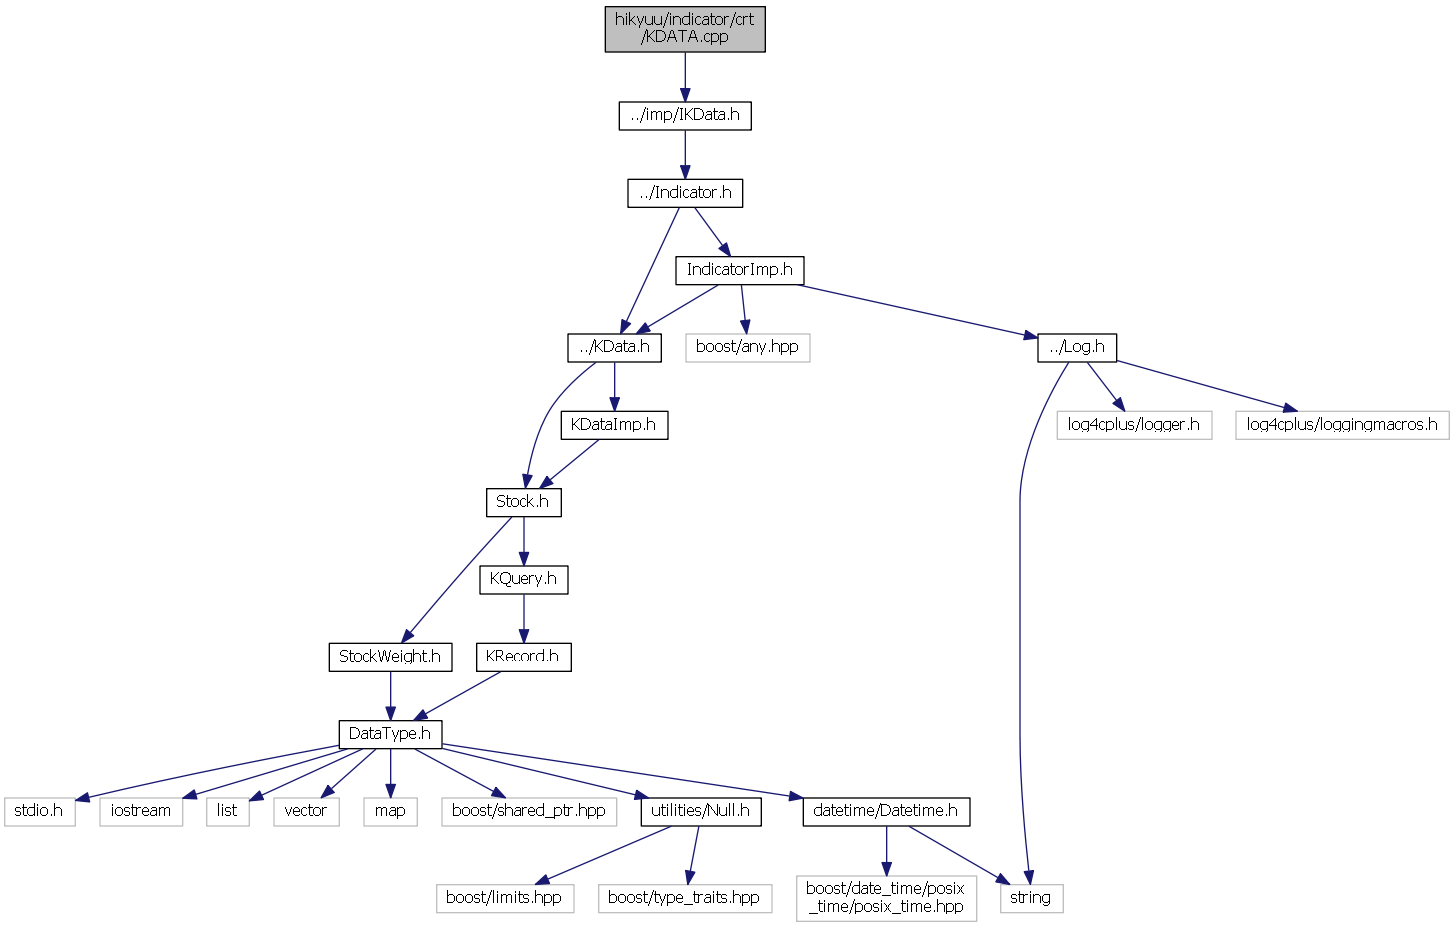 hikyuu/indicator/crt
/KDATA.cpp
../imp/IKData.h
../Indicator.h
IndicatorImp.h
../KData.h
boost/any.hpp
../Log.h
KDataImp.h
log4cplus/logger.h
log4cplus/loggingmacros.h
Stock.h
KQuery.h
StockWeight.h
KRecord.h
DataType.h
stdio.h
iostream
list
vector
map
boost/shared_ptr.hpp
utilities/Null.h
datetime/Datetime.h
boost/limits.hpp
boost/type_traits.hpp
boost/date_time/posix
_time/posix_time.hpp
string